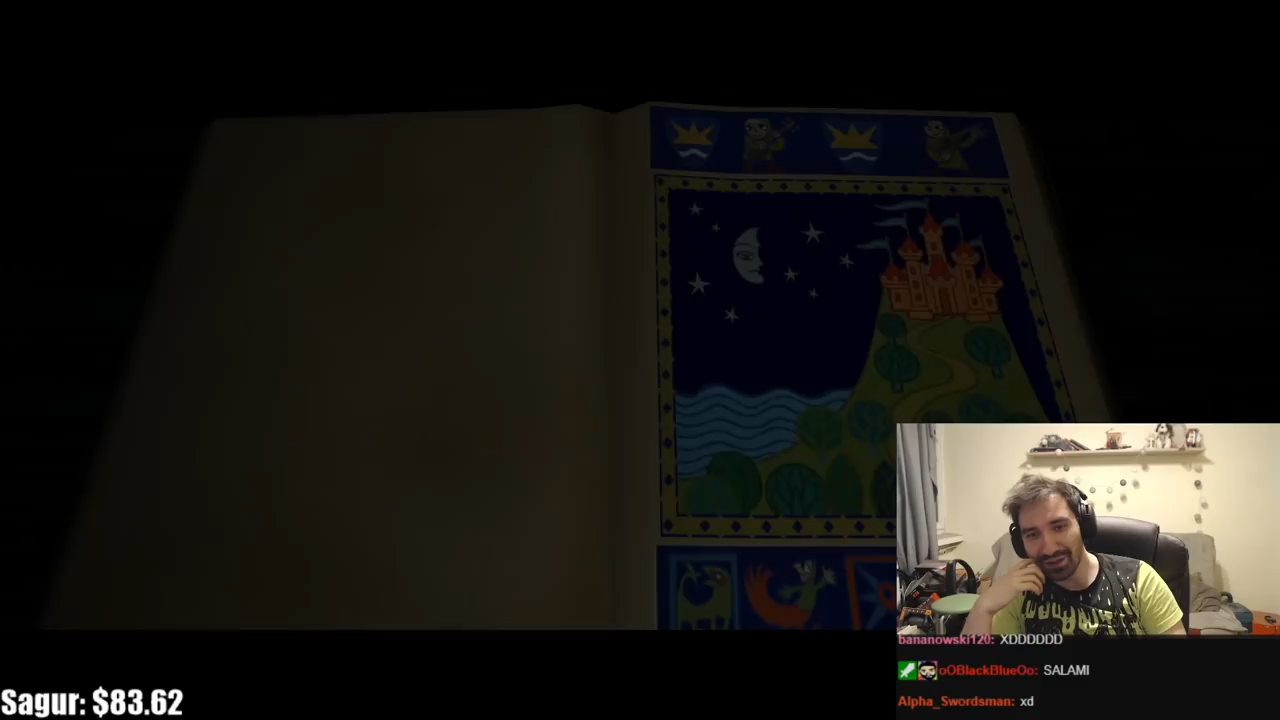 bananowski120: XDDDDDD
oOBlackBlueOo: SALAMI
Alpha_Swordsman: xd
Sagur: $83.62